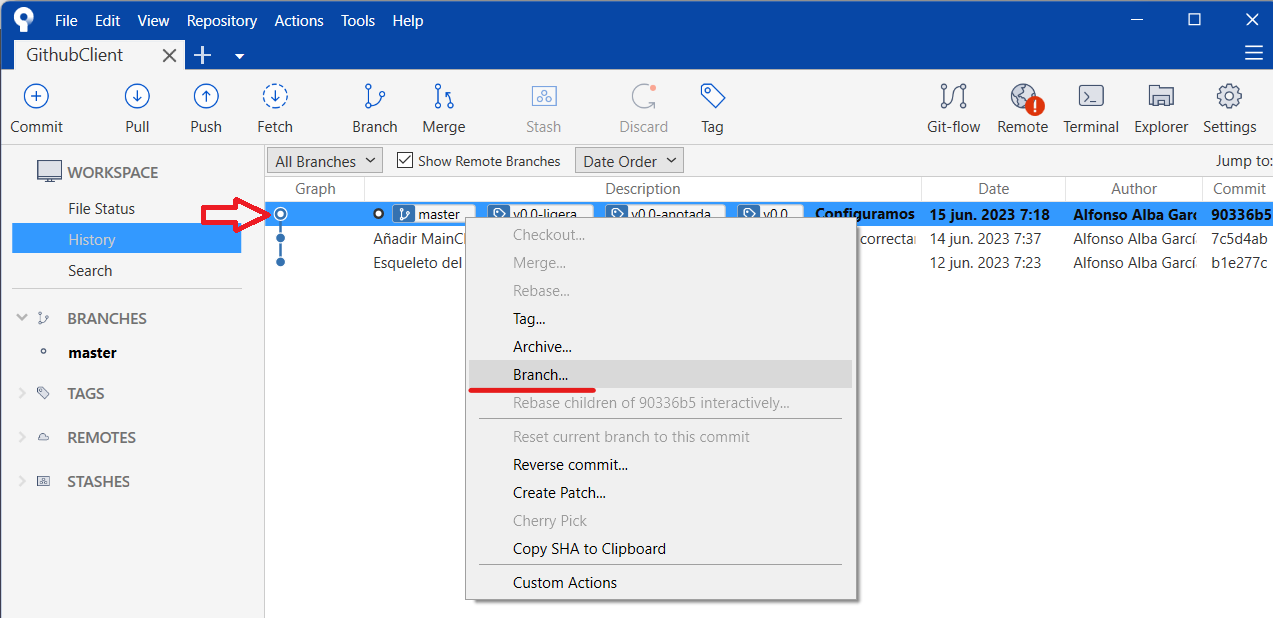 File Edit View Repository Actions Tools Help
GithubClient
Commit Pull Push Fetch Branch Merge Stash Discard Tag Git-flow Remote Terminal Explorer Settings
WORKSPACE
File Status
History
Search
BRANCHES
master
TAGS
REMOTES
STASHES
All Branches Show Remote Branches Date Order Jump to:
Graph Description Date Author Commit
master v0.0-ligera v0.0-anotada v0.0 Configuramos 15 jun. 2023 7:18 Alfonso Alba Garc 90336b5
Añadir MainCl correctar 14 jun. 2023 7:37 Alfonso Alba Garcí 7c5d4ab
Esqueleto del 12 jun. 2023 7:23 Alfonso Alba Garcí b1e277c
Checkout...
Merge...
Rebase...
Tag...
Archive...
Branch...
Rebase children of 90336b5 interactively...
Reset current branch to this commit
Reverse commit...
Create Patch...
Cherry Pick
Copy SHA to Clipboard
Custom Actions